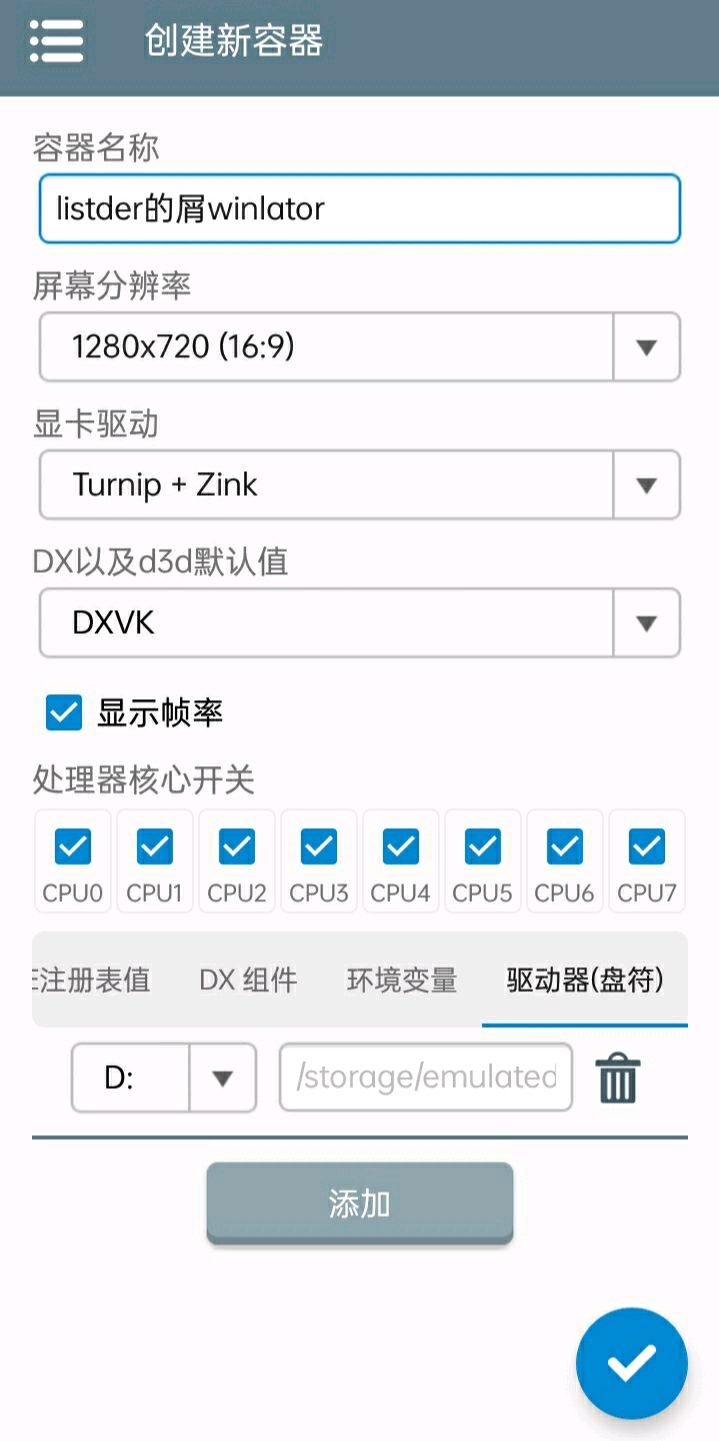 创建新容器
容器名称
listder的屑winlator
屏幕分辨率
1280x720 (16:9)
显卡驱动
Turnip + Zink
DX以及d3d默认值
DXVK
显示帧率
处理器核心开关
CPU0 CPU1 CPU2 CPU3 CPU4 CPU5 CPU6 CPU7
注册表值 DX 组件 环境变量 驱动器(盘符)
D: /storage/emulated
添加